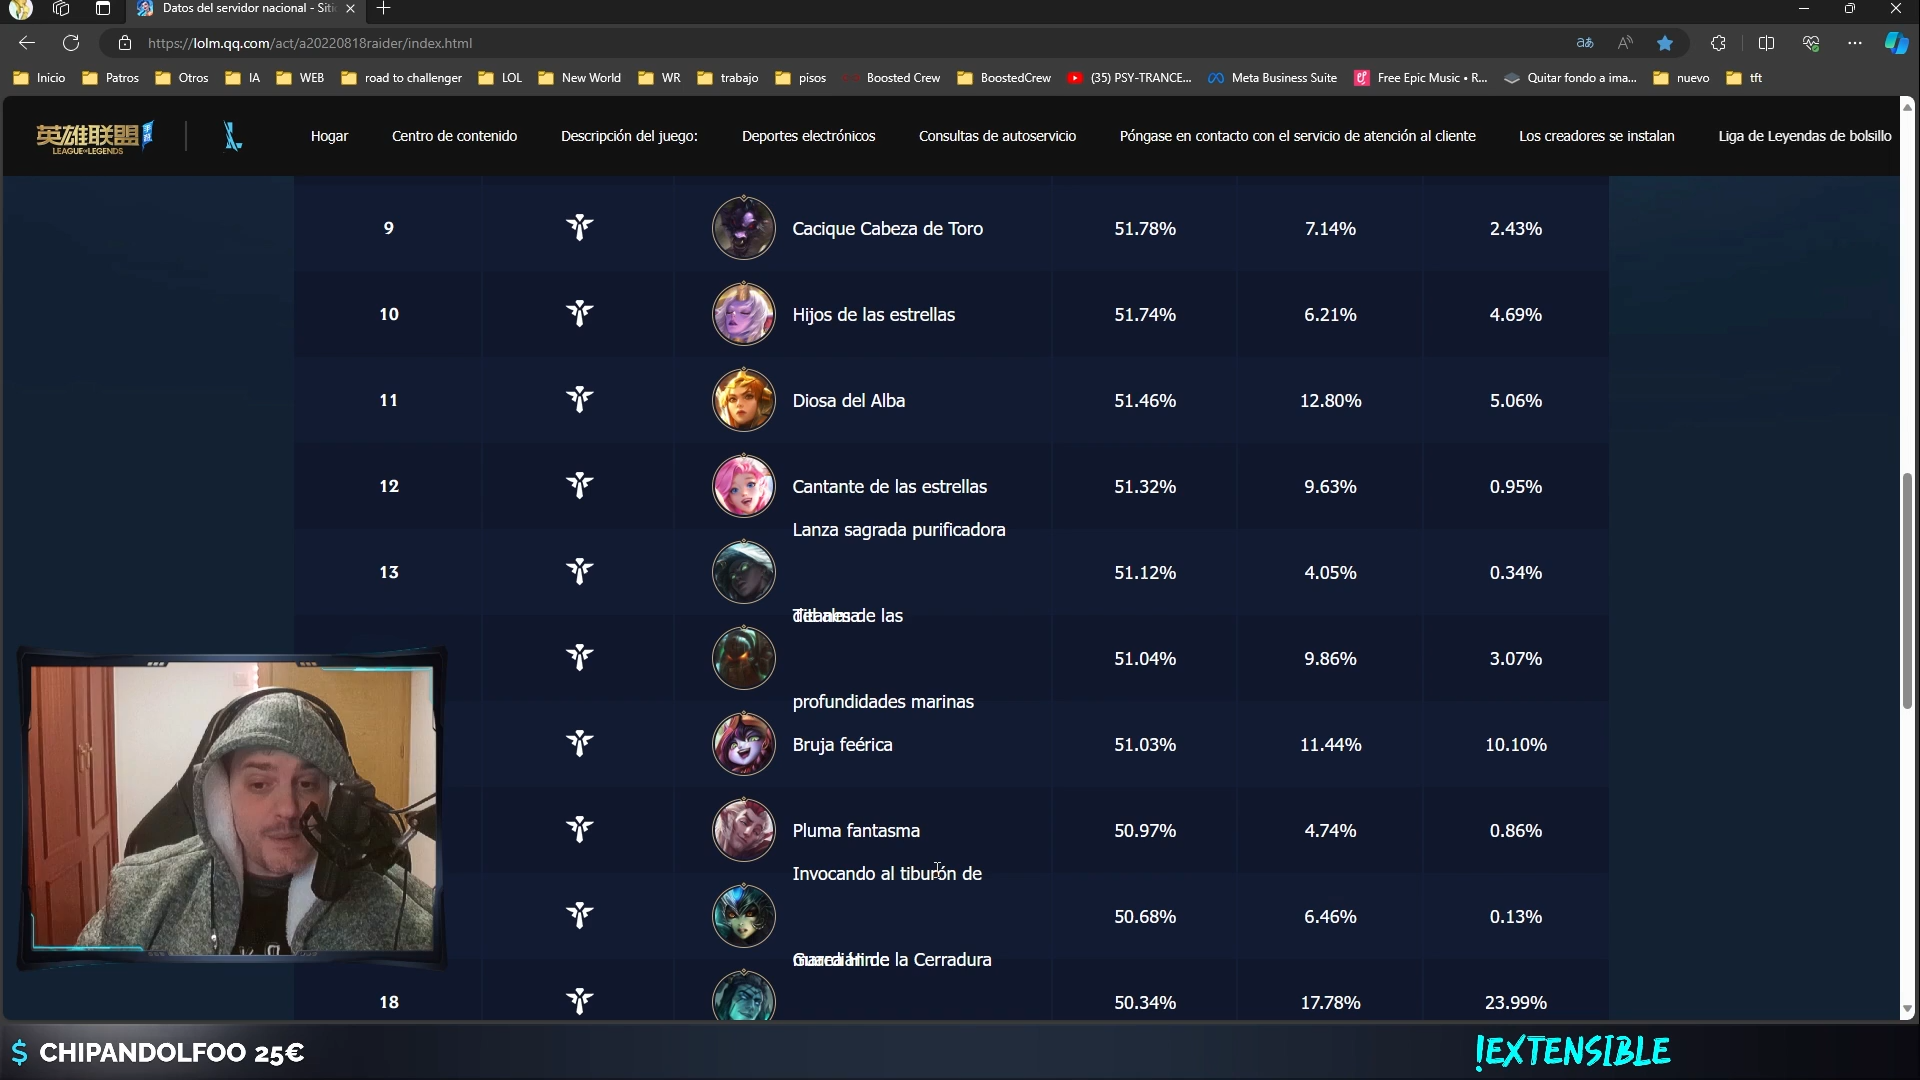 Datos del servidor nacional - Siti
https://lolm.qq.com/act/a20220818raider/index.html
Inicio
Patros
Otros
IA
WEB
road to challenger
LOL
New World
WR
trabajo
pisos
Boosted Crew
BoostedCrew
(35) PSY-TRANCE...
Meta Business Suite
Free Epic Music • R...
Quitar fondo a ima...
nuevo
tft
英雄联盟手游
LEAGUE OF LEGENDS
Hogar
Centro de contenido
Descripción del juego:
Deportes electrónicos
Consultas de autoservicio
Póngase en contacto con el servicio de atención al cliente
Los creadores se instalan
Liga de Leyendas de bolsillo
9 Cacique Cabeza de Toro 51.78% 7.14% 2.43%
10 Hijos de las estrellas 51.74% 6.21% 4.69%
11 Diosa del Alba 51.46% 12.80% 5.06%
12 Cantante de las estrellas 51.32% 9.63% 0.95%
Lanza sagrada purificadora
13 51.12% 4.05% 0.34%
de las
51.04% 9.86% 3.07%
profundidades marinas
Bruja feérica 51.03% 11.44% 10.10%
Pluma fantasma 50.97% 4.74% 0.86%
Invocando al tiburón de
50.68% 6.46% 0.13%
de la Cerradura
18 50.34% 17.78% 23.99%
$ CHIPANDOLFOO 25€
!EXTENSIBLE